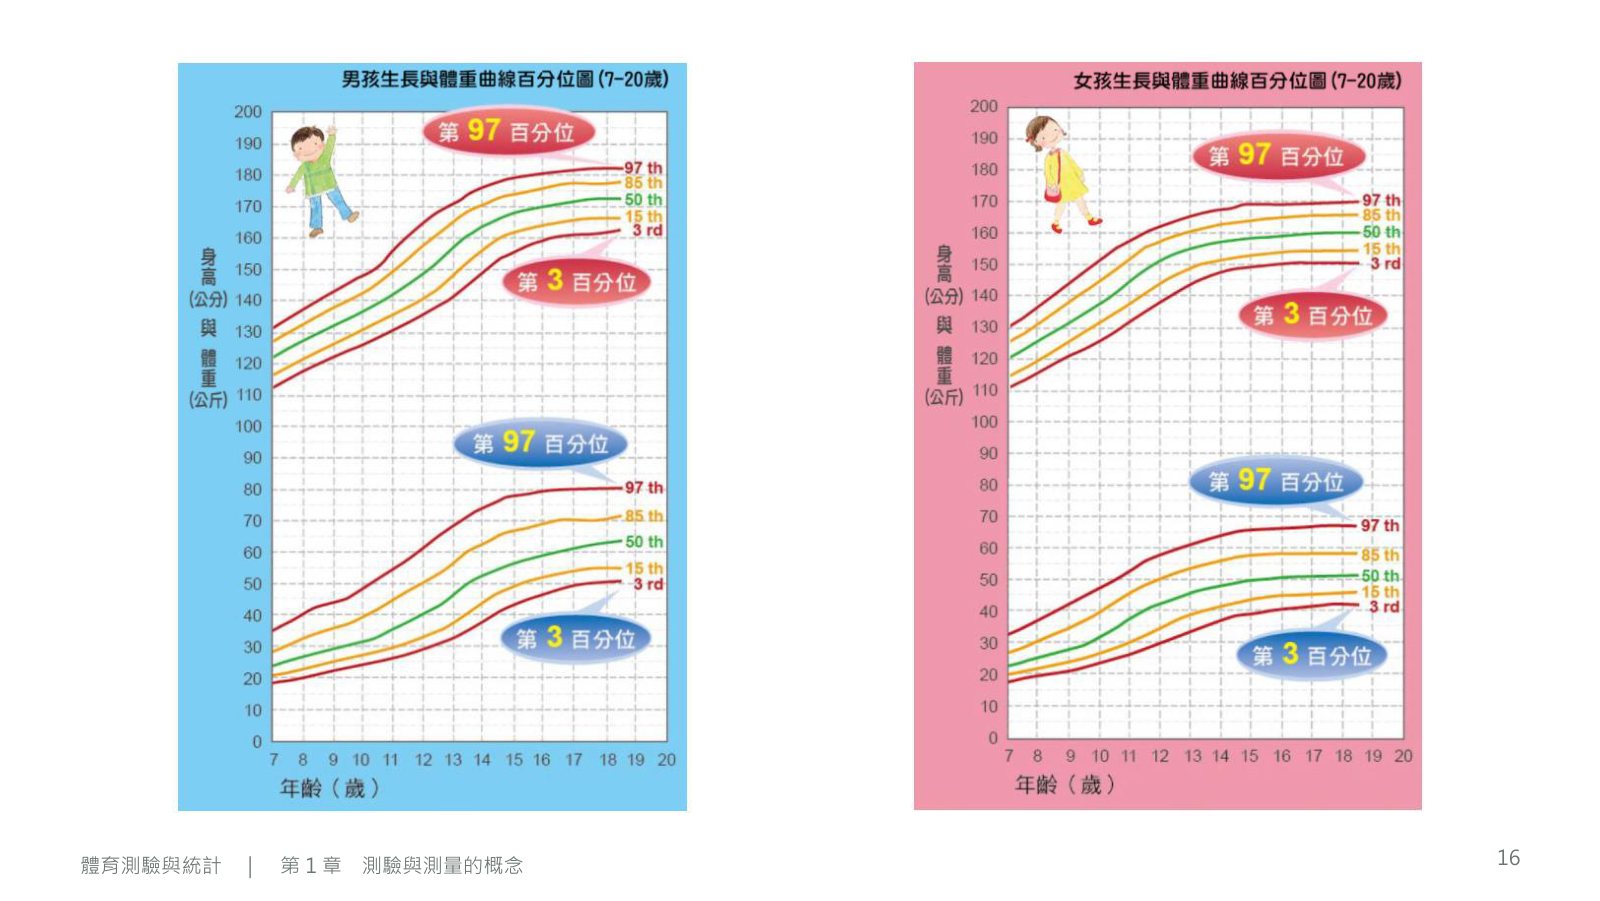 男孩生長與體重曲線百分位圖(7-20歲)
200
190
180
170
160
150
140
130
120
110
100
90
80
70
60
50
40
30
20
10
0
身高(公分)與體重(公斤)
第 97 百分位
97 th
85 th
50 th
15 th
3 rd
第 3 百分位
第 97 百分位
97 th
85 th
50 th
15 th
3 rd
第 3 百分位
7 8 9 10 11 12 13 14 15 16 17 18 19 20
年齡(歲)
女孩生長與體重曲線百分位圖(7-20歲)
200
190
180
170
160
150
140
130
120
110
100
90
80
70
60
50
40
30
20
10
0
身高(公分)與體重(公斤)
第 97 百分位
97 th
85 th
50 th
15 th
3 rd
第 3 百分位
第 97 百分位
97 th
85 th
50 th
15 th
3 rd
第 3 百分位
7 8 9 10 11 12 13 14 15 16 17 18 19 20
年齡(歲)
體育測驗與統計 | 第 1 章 測驗與測量的概念
16